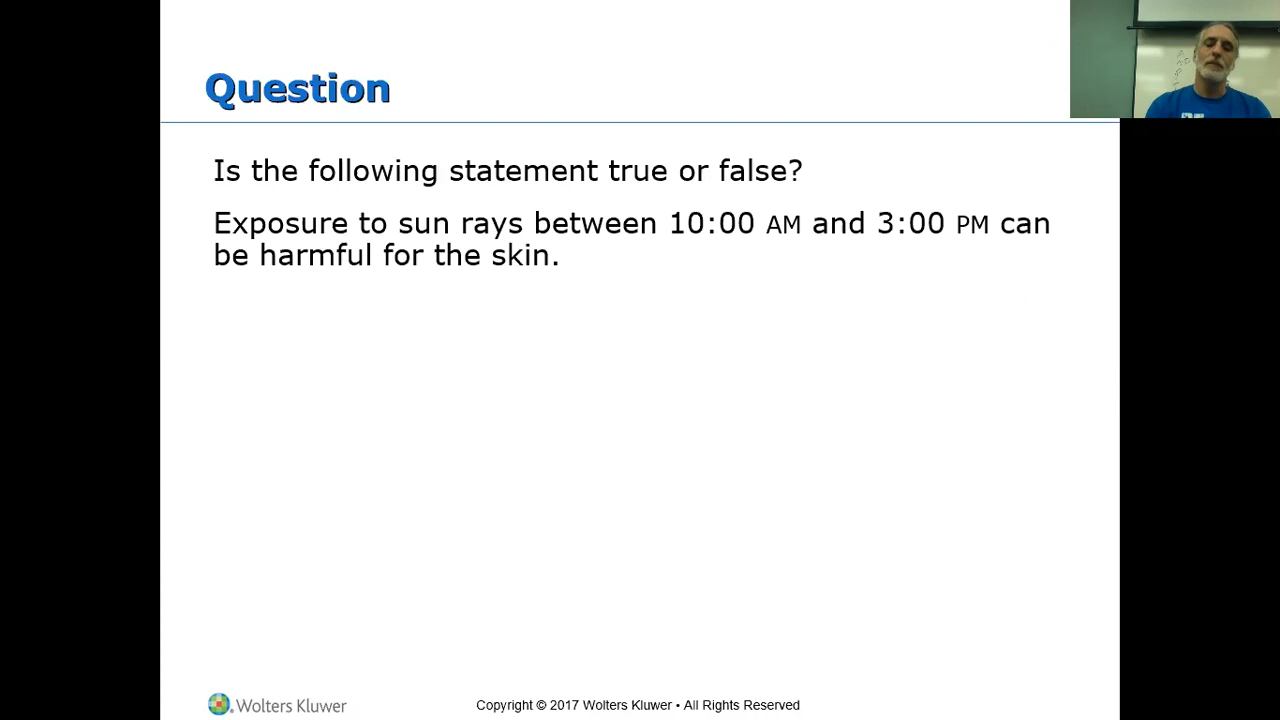 Question
Is the following statement true or false?
Exposure to sun rays between 10:00 AM and 3:00 PM can
be harmful for the skin.
Wolters Kluwer
Copyright © 2017 Wolters Kluwer • All Rights Reserved